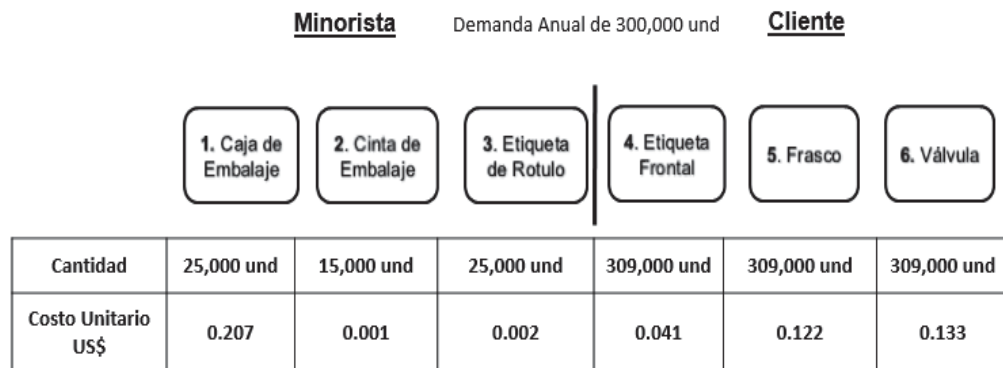 Minorista Demanda Anual de 300,000 und Cliente
1. Caja de
Embalaje
2. Cinta de
Embalaje
3. Etiqueta
de Rotulo
4. Etiqueta
Frontal
5. Frasco
6. Válvula
Cantidad 25,000 und 15,000 und 25,000 und 309,000 und 309,000 und 309,000 und
Costo Unitario
US$ 0.207 0.001 0.002 0.041 0.122 0.133